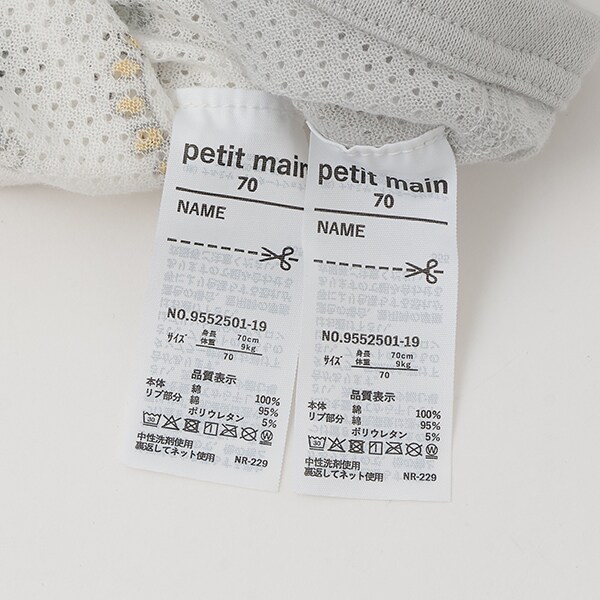 petit main
70
NAME
NO.9552501-19
サイズ 身長 70cm
体重 9kg
70
品質表示
本体 綿 100%
リブ部分 綿 95%
ポリウレタン 5%
中性洗剤使用
裏返してネット使用 NR-229
petit main
70
NAME
NO.9552501-19
サイズ 身長 70cm
体重 9kg
70
品質表示
本体 綿 100%
リブ部分 綿 95%
ポリウレタン 5%
中性洗剤使用
裏返してネット使用 NR-229